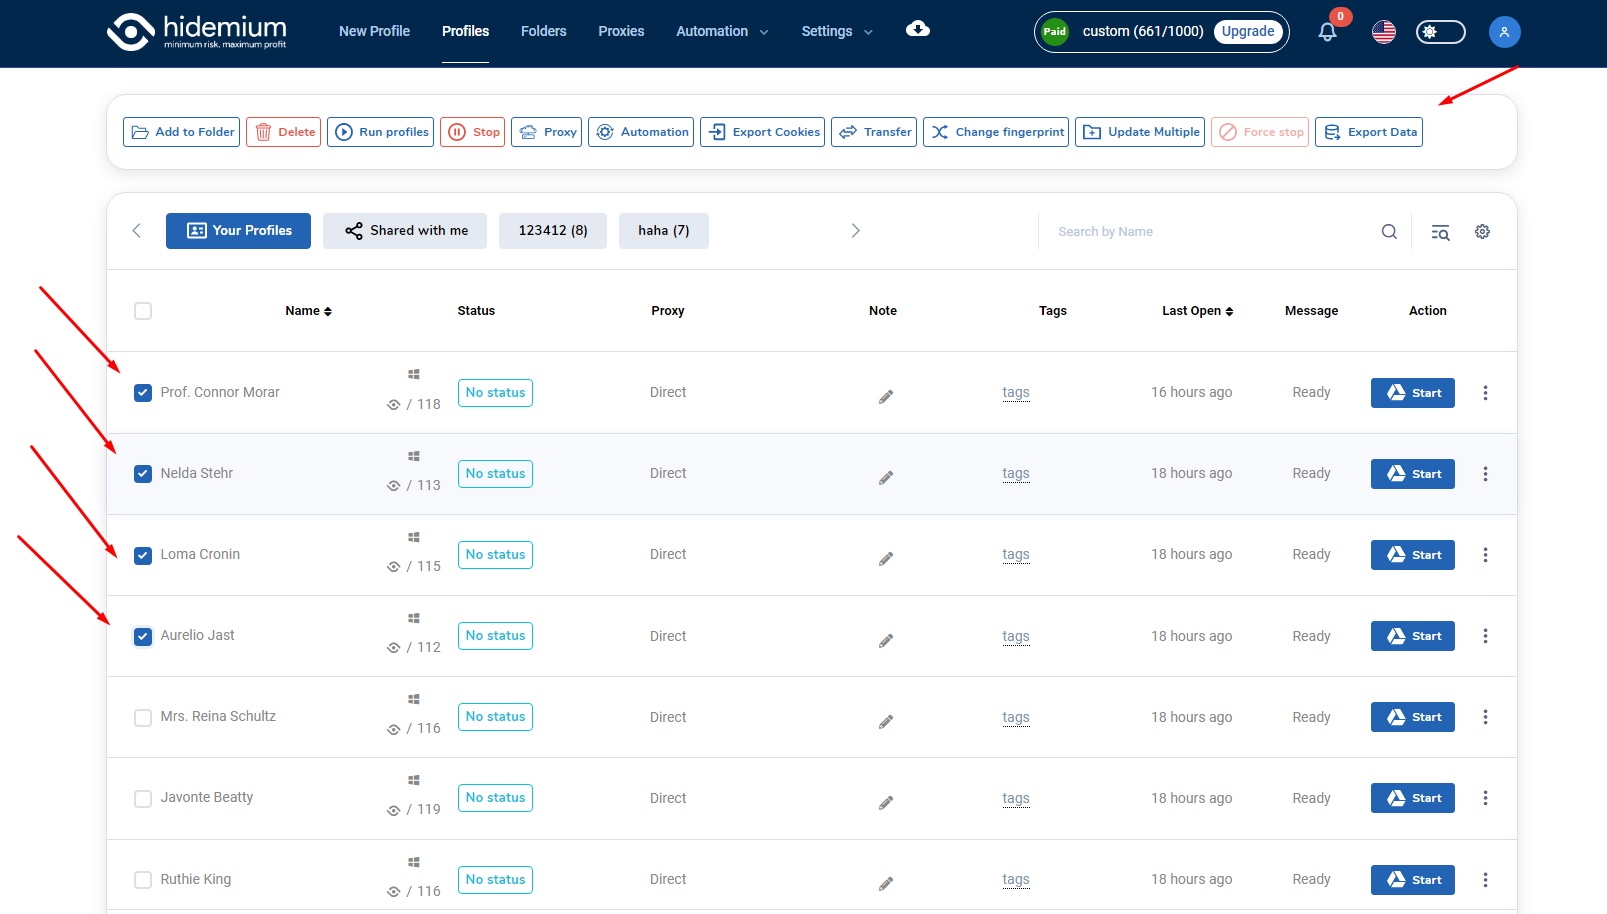 hidemium
minimum risk. maximum profit
New Profile
Profiles
Folders
Proxies
Automation
Settings
Paid
custom (661/1000)
Upgrade
0
Add to Folder
Delete
Run profiles
Stop
Proxy
Automation
Export Cookies
Transfer
Change fingerprint
Update Multiple
Force stop
Export Data
Your Profiles
Shared with me
123412 (8)
haha (7)
Search by Name
Name
Status
Proxy
Note
Tags
Last Open
Message
Action
Prof. Connor Morar
/ 118
No status
Direct
tags
16 hours ago
Ready
Start
Nelda Stehr
/ 113
No status
Direct
tags
18 hours ago
Ready
Start
Loma Cronin
/ 115
No status
Direct
tags
18 hours ago
Ready
Start
Aurelio Jast
/ 112
No status
Direct
tags
18 hours ago
Ready
Start
Mrs. Reina Schultz
/ 116
No status
Direct
tags
18 hours ago
Ready
Start
Javonte Beatty
/ 119
No status
Direct
tags
18 hours ago
Ready
Start
Ruthie King
/ 116
No status
Direct
tags
18 hours ago
Ready
Start